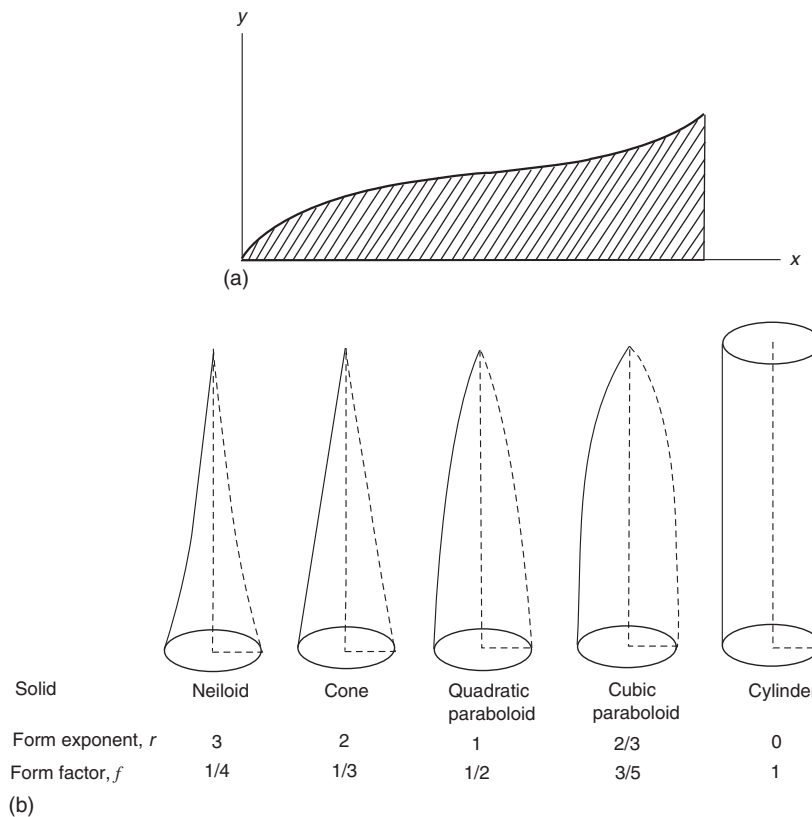 y
x
(a)
Solid Neiloid Cone Quadratic paraboloid Cubic paraboloid Cylinde
Form exponent, r 3 2 1 2/3 0
Form factor, f 1/4 1/3 1/2 3/5 1
(b)